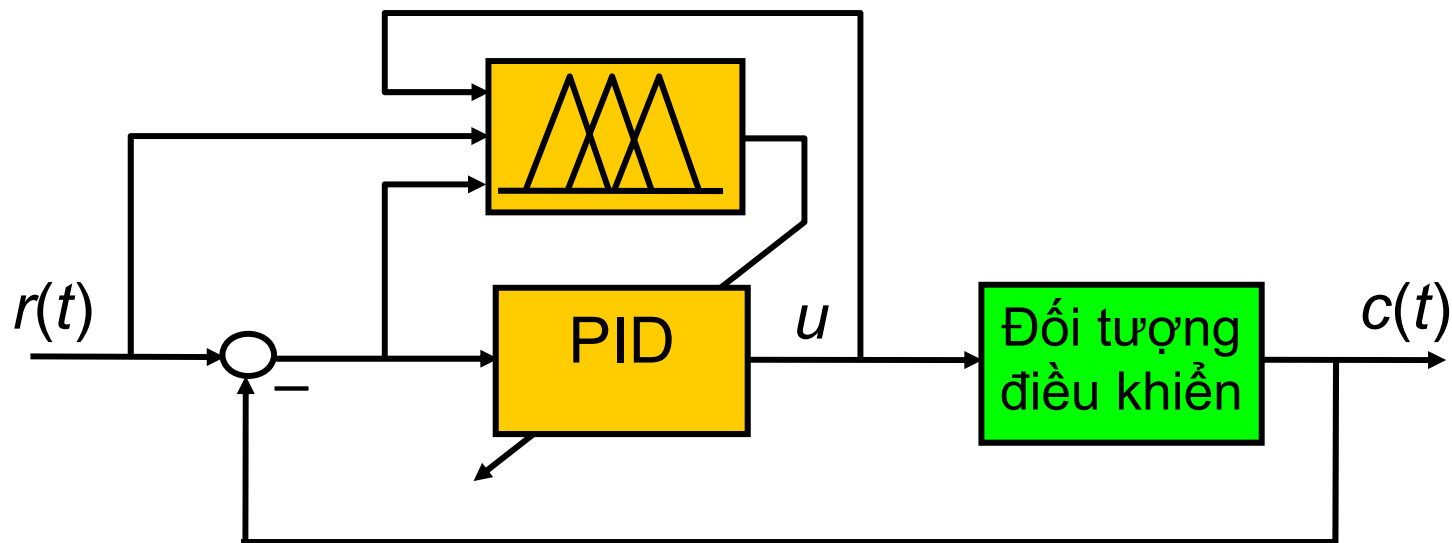 r(t)
PID
u
Đối tượng
điều khiển
c(t)
–